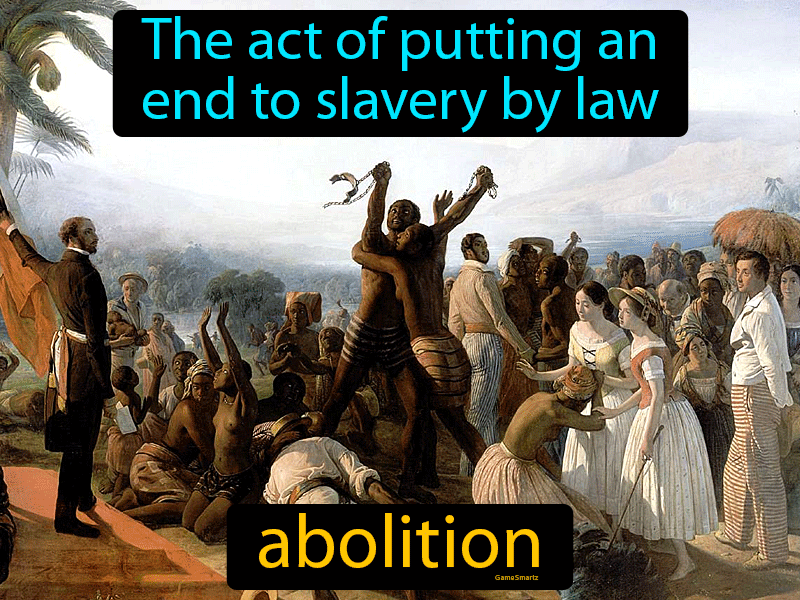 The act of putting an
end to slavery by law
abolition
GameSmartz